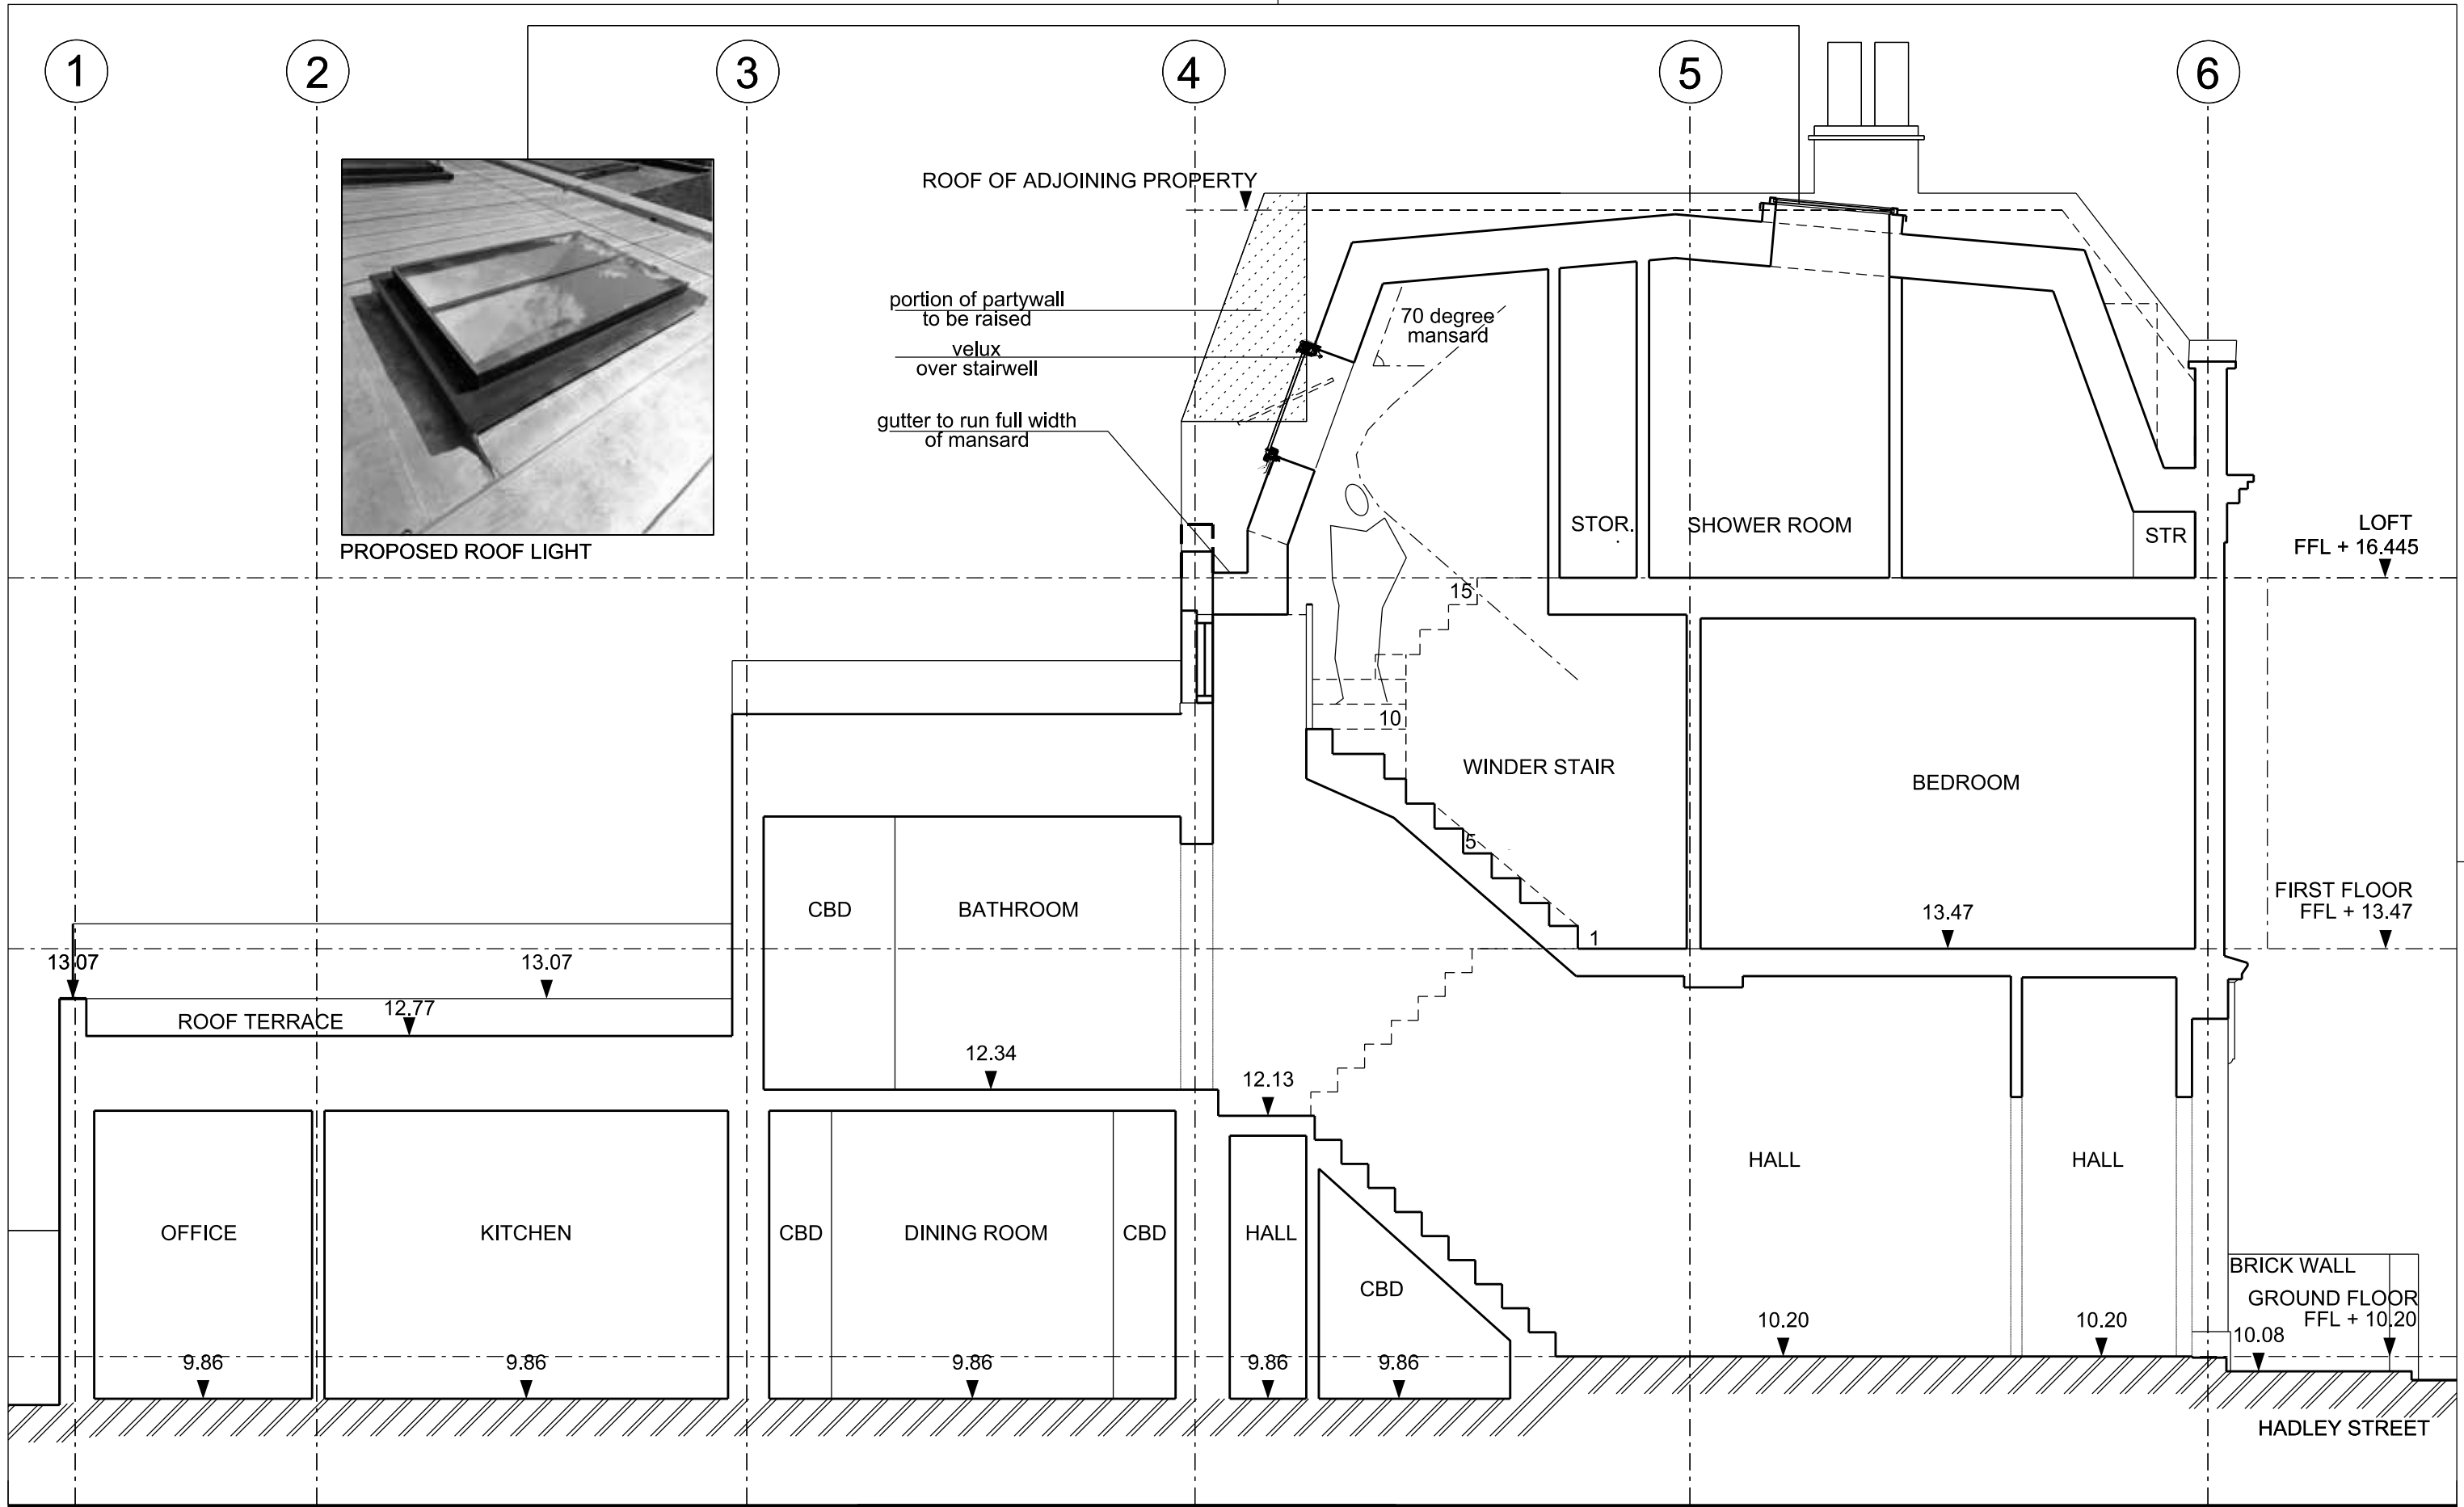 1
2
3
4
5
6
ROOF OF ADJOINING PROPERTY
portion of partywall
to be raised
velux
over stairwell
gutter to run full width
of mansard
70 degree
mansard
PROPOSED ROOF LIGHT
STOR.
SHOWER ROOM
STR
LOFT
FFL + 16.445
15
10
5
1
WINDER STAIR
BEDROOM
13.47
FIRST FLOOR
FFL + 13.47
CBD
BATHROOM
13.07
13.07
12.77
ROOF TERRACE
12.34
12.13
HALL
HALL
OFFICE
KITCHEN
CBD
DINING ROOM
CBD
HALL
CBD
BRICK WALL
GROUND FLOOR
FFL + 10.20
10.20
10.20
10.08
9.86
9.86
9.86
9.86
9.86
HADLEY STREET